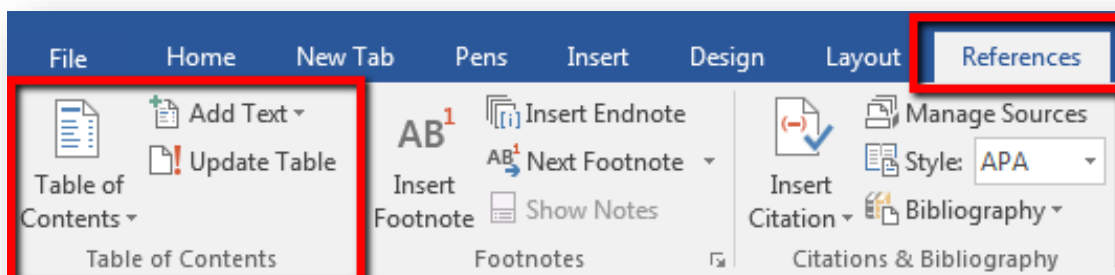 File Home New Tab Pens Insert Design Layout References
Table of
Contents
Add Text
Update Table
Table of Contents
AB1
Insert
Footnote
[i] Insert Endnote
AB1 Next Footnote
Show Notes
Footnotes
(-)
Insert
Citation
Manage Sources
Style: APA
Bibliography
Citations & Bibliography